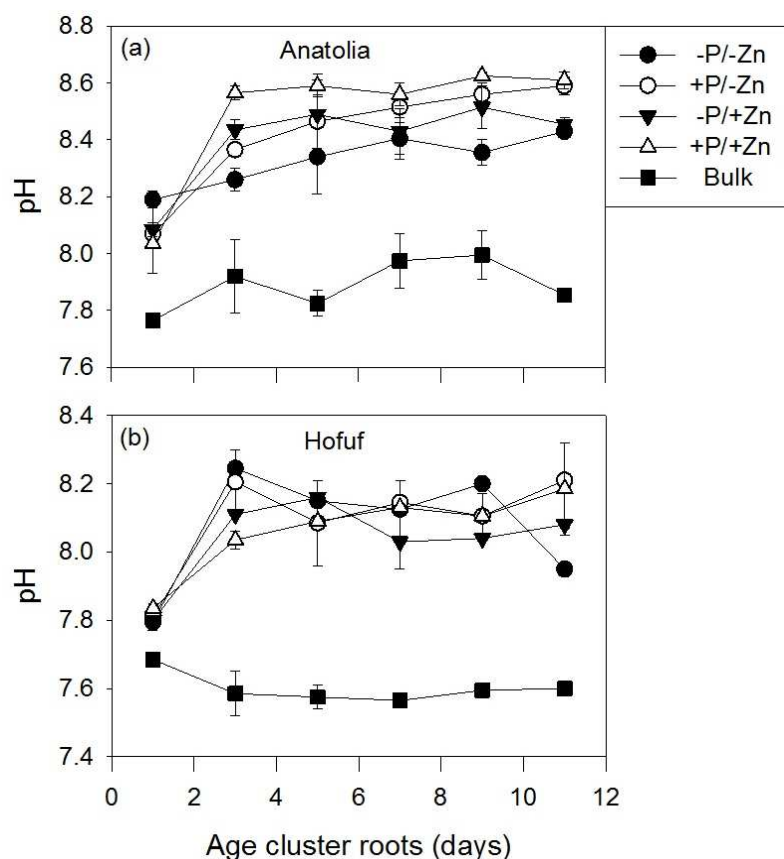 (a) Anatolia
8.8
8.6
8.4
8.2
8.0
7.8
7.6
pH
-P/-Zn
+P/-Zn
-P/+Zn
+P/+Zn
Bulk
(b) Hofuf
8.4
8.2
8.0
7.8
7.6
7.4
pH
0 2 4 6 8 10 12
Age cluster roots (days)